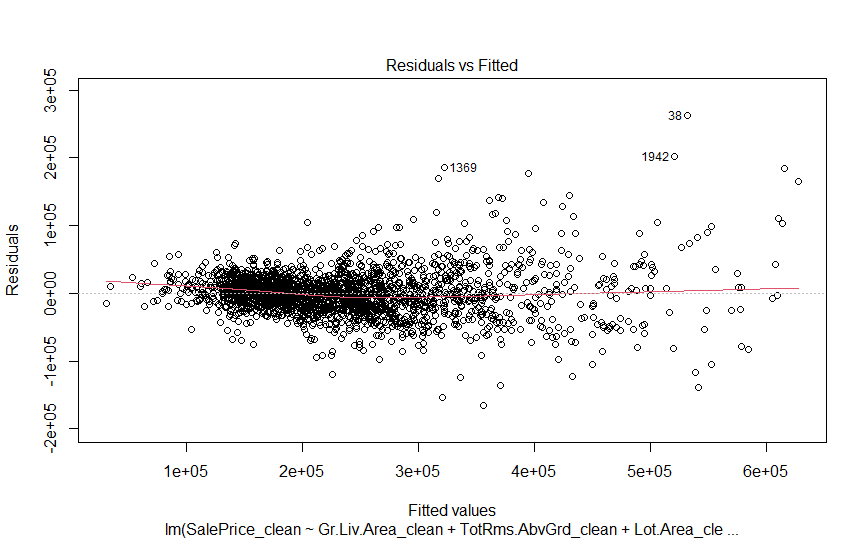 Residuals vs Fitted
3e+05
2e+05
1e+05
0e+00
-1e+05
-2e+05
Residuals
38
1942
1369
1e+05 2e+05 3e+05 4e+05 5e+05 6e+05
Fitted values
lm(SalePrice_clean ~ Gr.Liv.Area_clean + TotRms.AbvGrd_clean + Lot.Area_cle ...